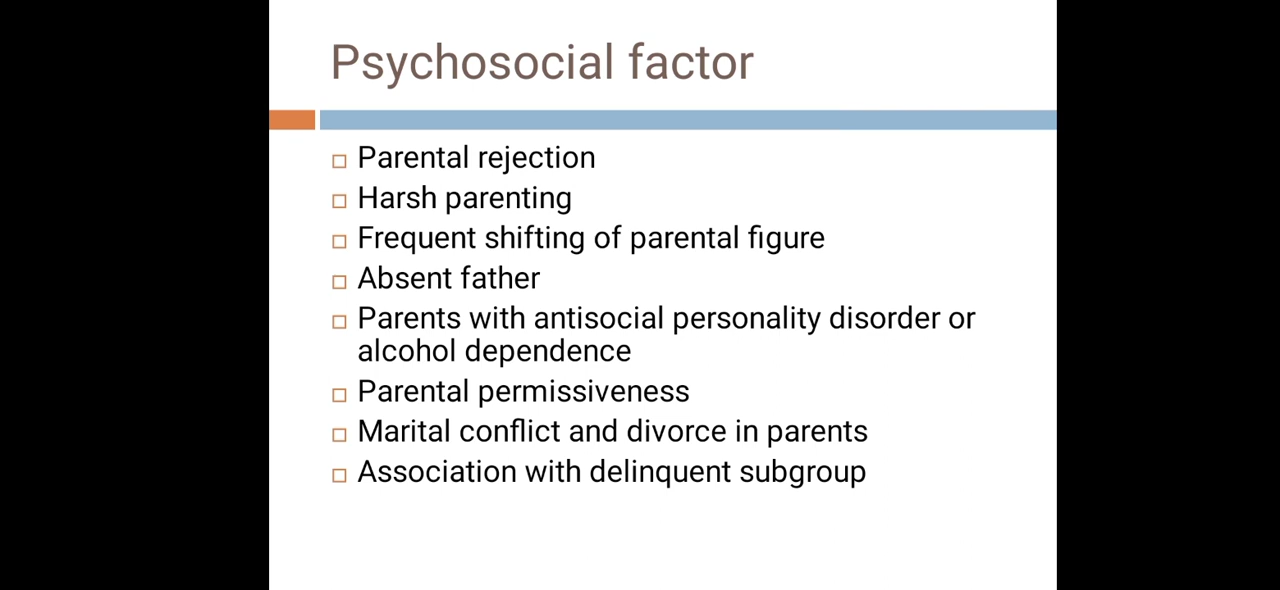 Psychosocial factor
Parental rejection
Harsh parenting
Frequent shifting of parental figure
Absent father
Parents with antisocial personality disorder or
alcohol dependence
Parental permissiveness
Marital conflict and divorce in parents
Association with delinquent subgroup